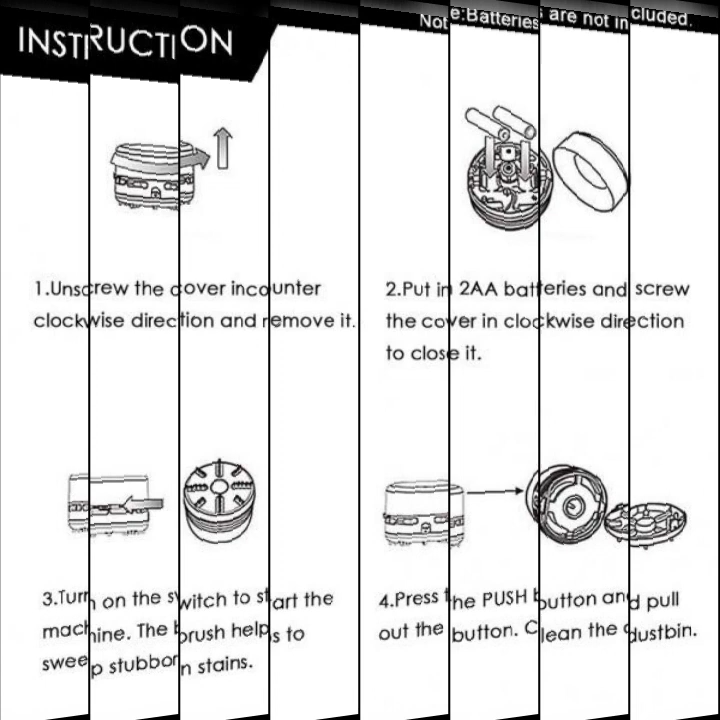 INSTRUCTION
Note:Batteries are not included.
1.Unscrew the cover incounter
clockwise direction and remove it.
2.Put in 2AA batteries and screw
the cover in clockwise direction
to close it.
3.Turn on the switch to start the
machine. The brush helps to
sweep stubborn stains.
4.Press the PUSH button and pull
out the button. Clean the dustbin.